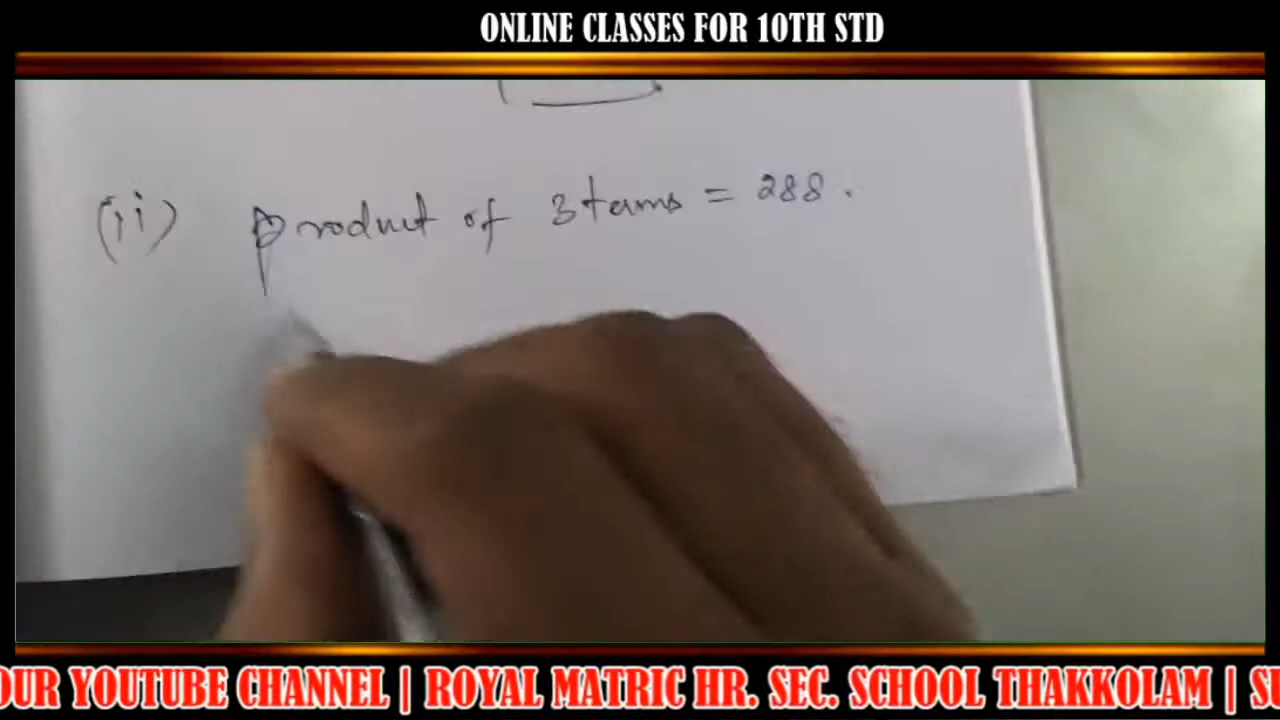 ONLINE CLASSES FOR 10TH STD
(ii) product of 3 terms = 288.
OUR YOUTUBE CHANNEL | ROYAL MATRIC HR. SEC. SCHOOL THAKKOLAM | SU